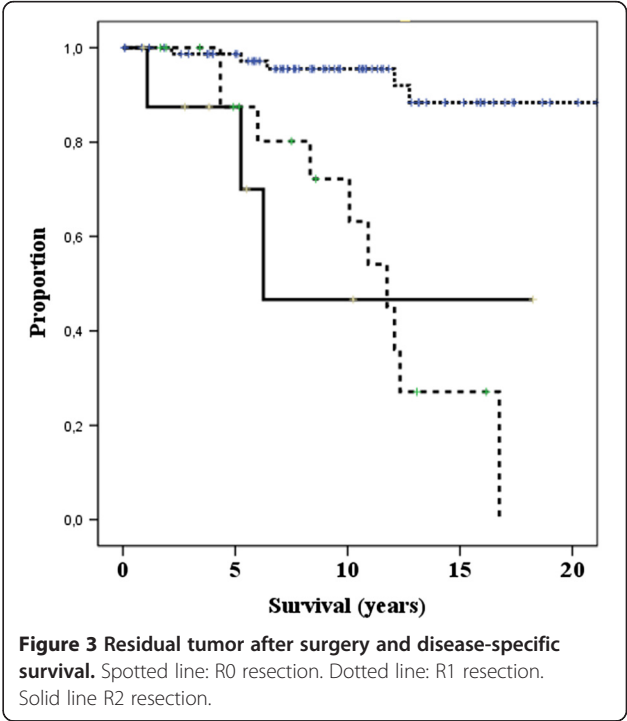 1,0
0,8
0,6
0,4
0,2
0,0
Proportion
0 5 10 15 20
Survival (years)
Figure 3 Residual tumor after surgery and disease-specific
survival. Spotted line: R0 resection. Dotted line: R1 resection.
Solid line R2 resection.